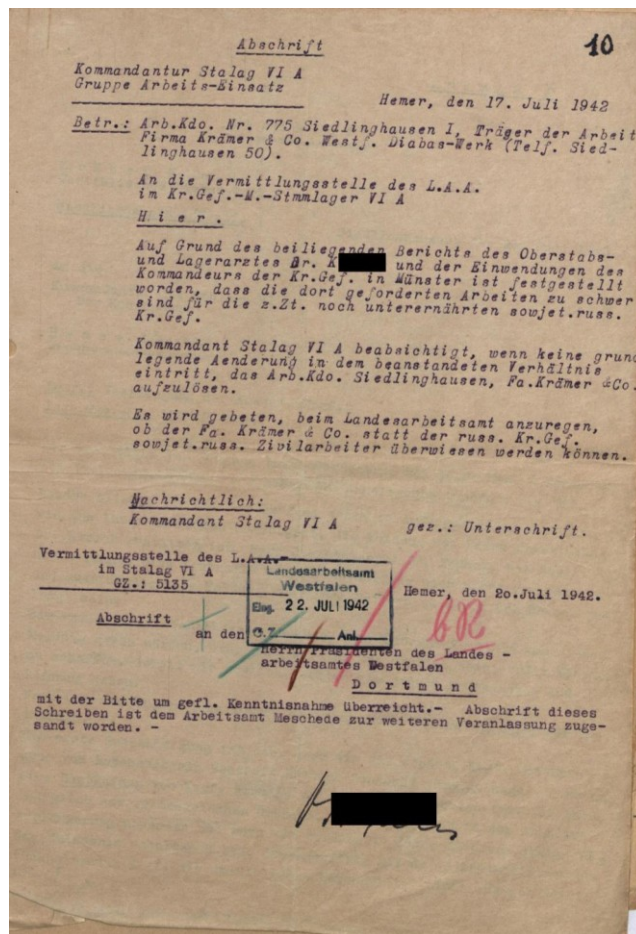 Abschrift
10
Kommandantur Stalag VI A
Gruppe Arbeits-Einsatz
Hemer, den 17. Juli 1942
Betr.: Arb.Kdo. Nr. 775 Siedlinghausen I, Träger der Arbeit
Firma Krämer & Co. Westf. Diabas-Werk (Telf. Sied-
linghausen 50).
An die Vermittlungsstelle des L.A.A.
im Kr.Gef.-M.-Stmmlager VI A
H i e r .
Auf Grund des beiliegenden Berichts des Oberstabs-
und Lagerarztes Dr. K und der Einwendungen des
Kommandeurs der Kr.Gef. in Münster ist festgestellt
worden, dass die dort geforderten Arbeiten zu schwer
sind für die z.Zt. noch unterernährten sowjet.russ.
Kr.Gef.
Kommandant Stalag VI A beabsichtigt, wenn keine grund
legende Aenderung in dem beanstandeten Verhältnis
eintritt, das Arb.Kdo. Siedlinghausen, Fa.Krämer &Co.
aufzulösen.
Es wird gebeten, beim Landesarbeitsamt anzuregen,
ob der Fa. Krämer & Co. statt der russ. Kr.Gef.
sowjet.russ. Zivilarbeiter überwiesen werden können.
Nachrichtlich:
Kommandant Stalag VI A
gez.: Unterschrift.
Vermittlungsstelle des L.A.A.-
im Stalag VI A
GZ.: 5135
Landesarbeitsamt
Westfalen
Eing. 22. JULI 1942
G.Z. Anl.
Hemer, den 20.Juli 1942.
Abschrift
an den
Herrn Präsidenten des Landes -
arbeitsamtes Westfalen
D o r t m u n d
mit der Bitte um gefl. Kenntnisnahme überreicht.- Abschrift dieses
Schreiben ist dem Arbeitsamt Meschede zur weiteren Veranlassung zuge-
sandt worden. -